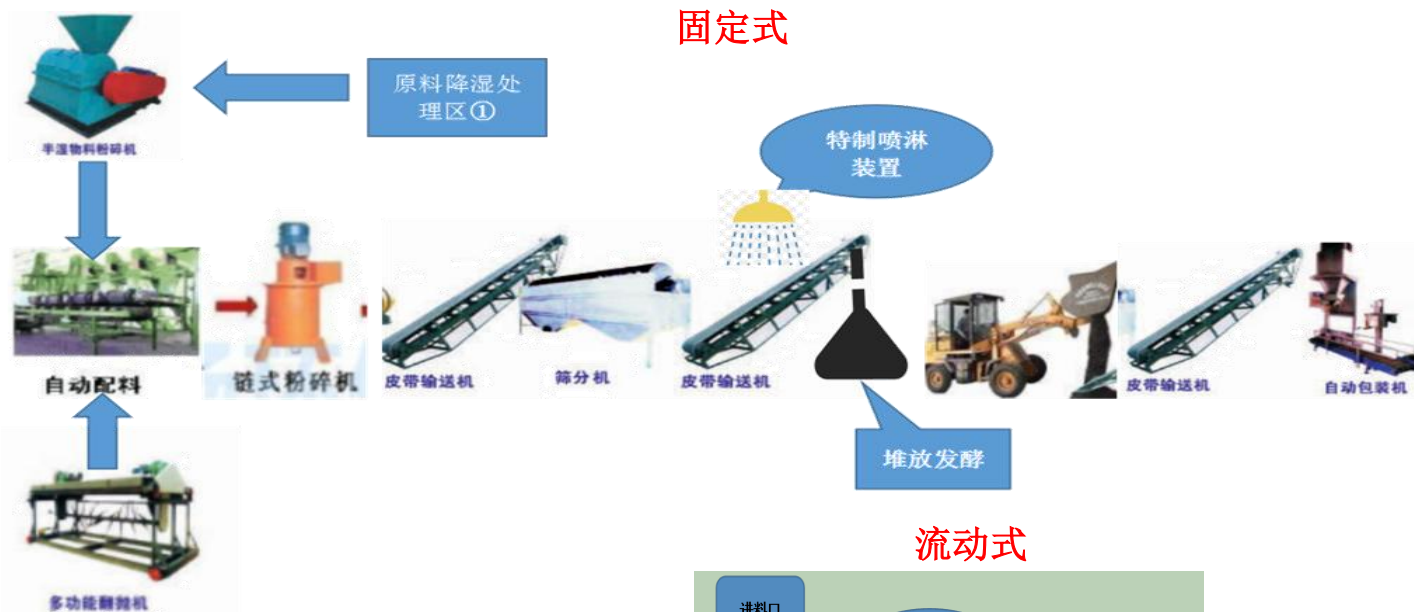 固定式
原料降湿处
理区①
半湿物料粉碎机
特制喷淋
装置
自动配料
链式粉碎机
皮带输送机
筛分机
皮带输送机
皮带输送机
自动包装机
堆放发酵
流动式
多功能翻抛机
进料口